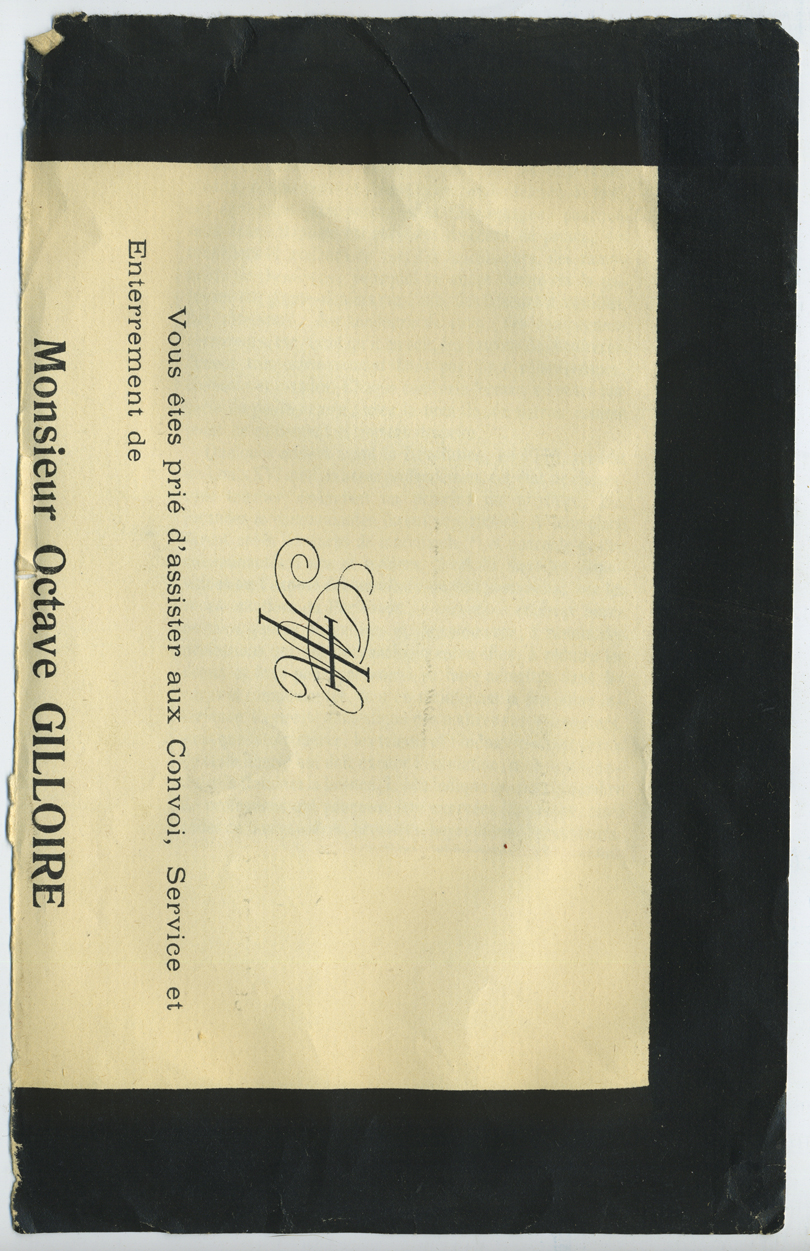 Vous êtes prié d'assister aux Convoi, Service et
Enterrement de
Monsieur Octave GILLOIRE